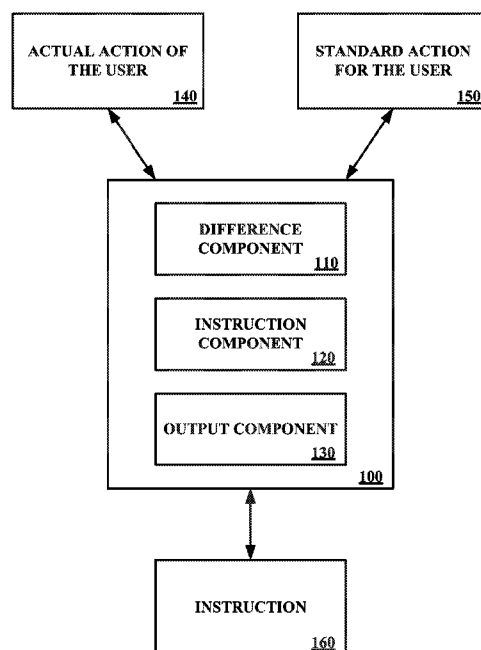 ACTUAL ACTION OF
THE USER
140
STANDARD ACTION
FOR THE USER
150
DIFFERENCE
COMPONENT
110
INSTRUCTION
COMPONENT
120
OUTPUT COMPONENT
130
100
INSTRUCTION
160